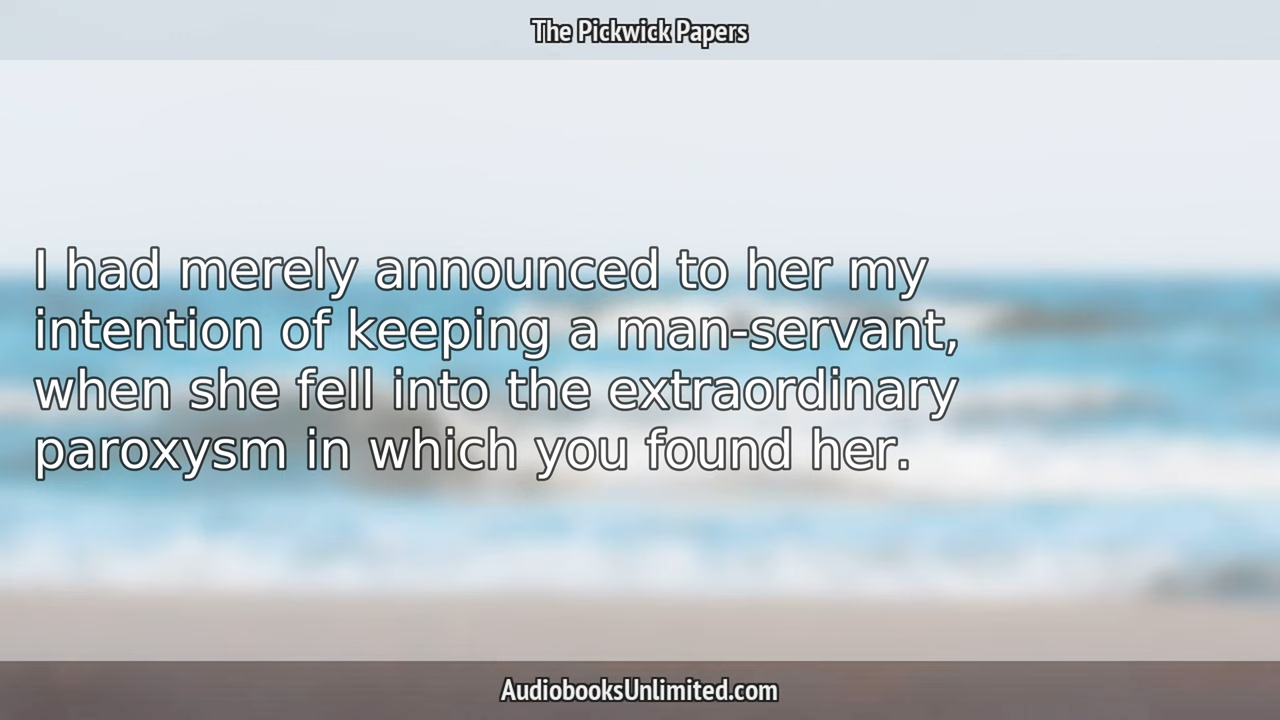 The Pickwick Papers
I had merely announced to her my
intention of keeping a man-servant,
when she fell into the extraordinary
paroxysm in which you found her.
AudiobooksUnlimited.com